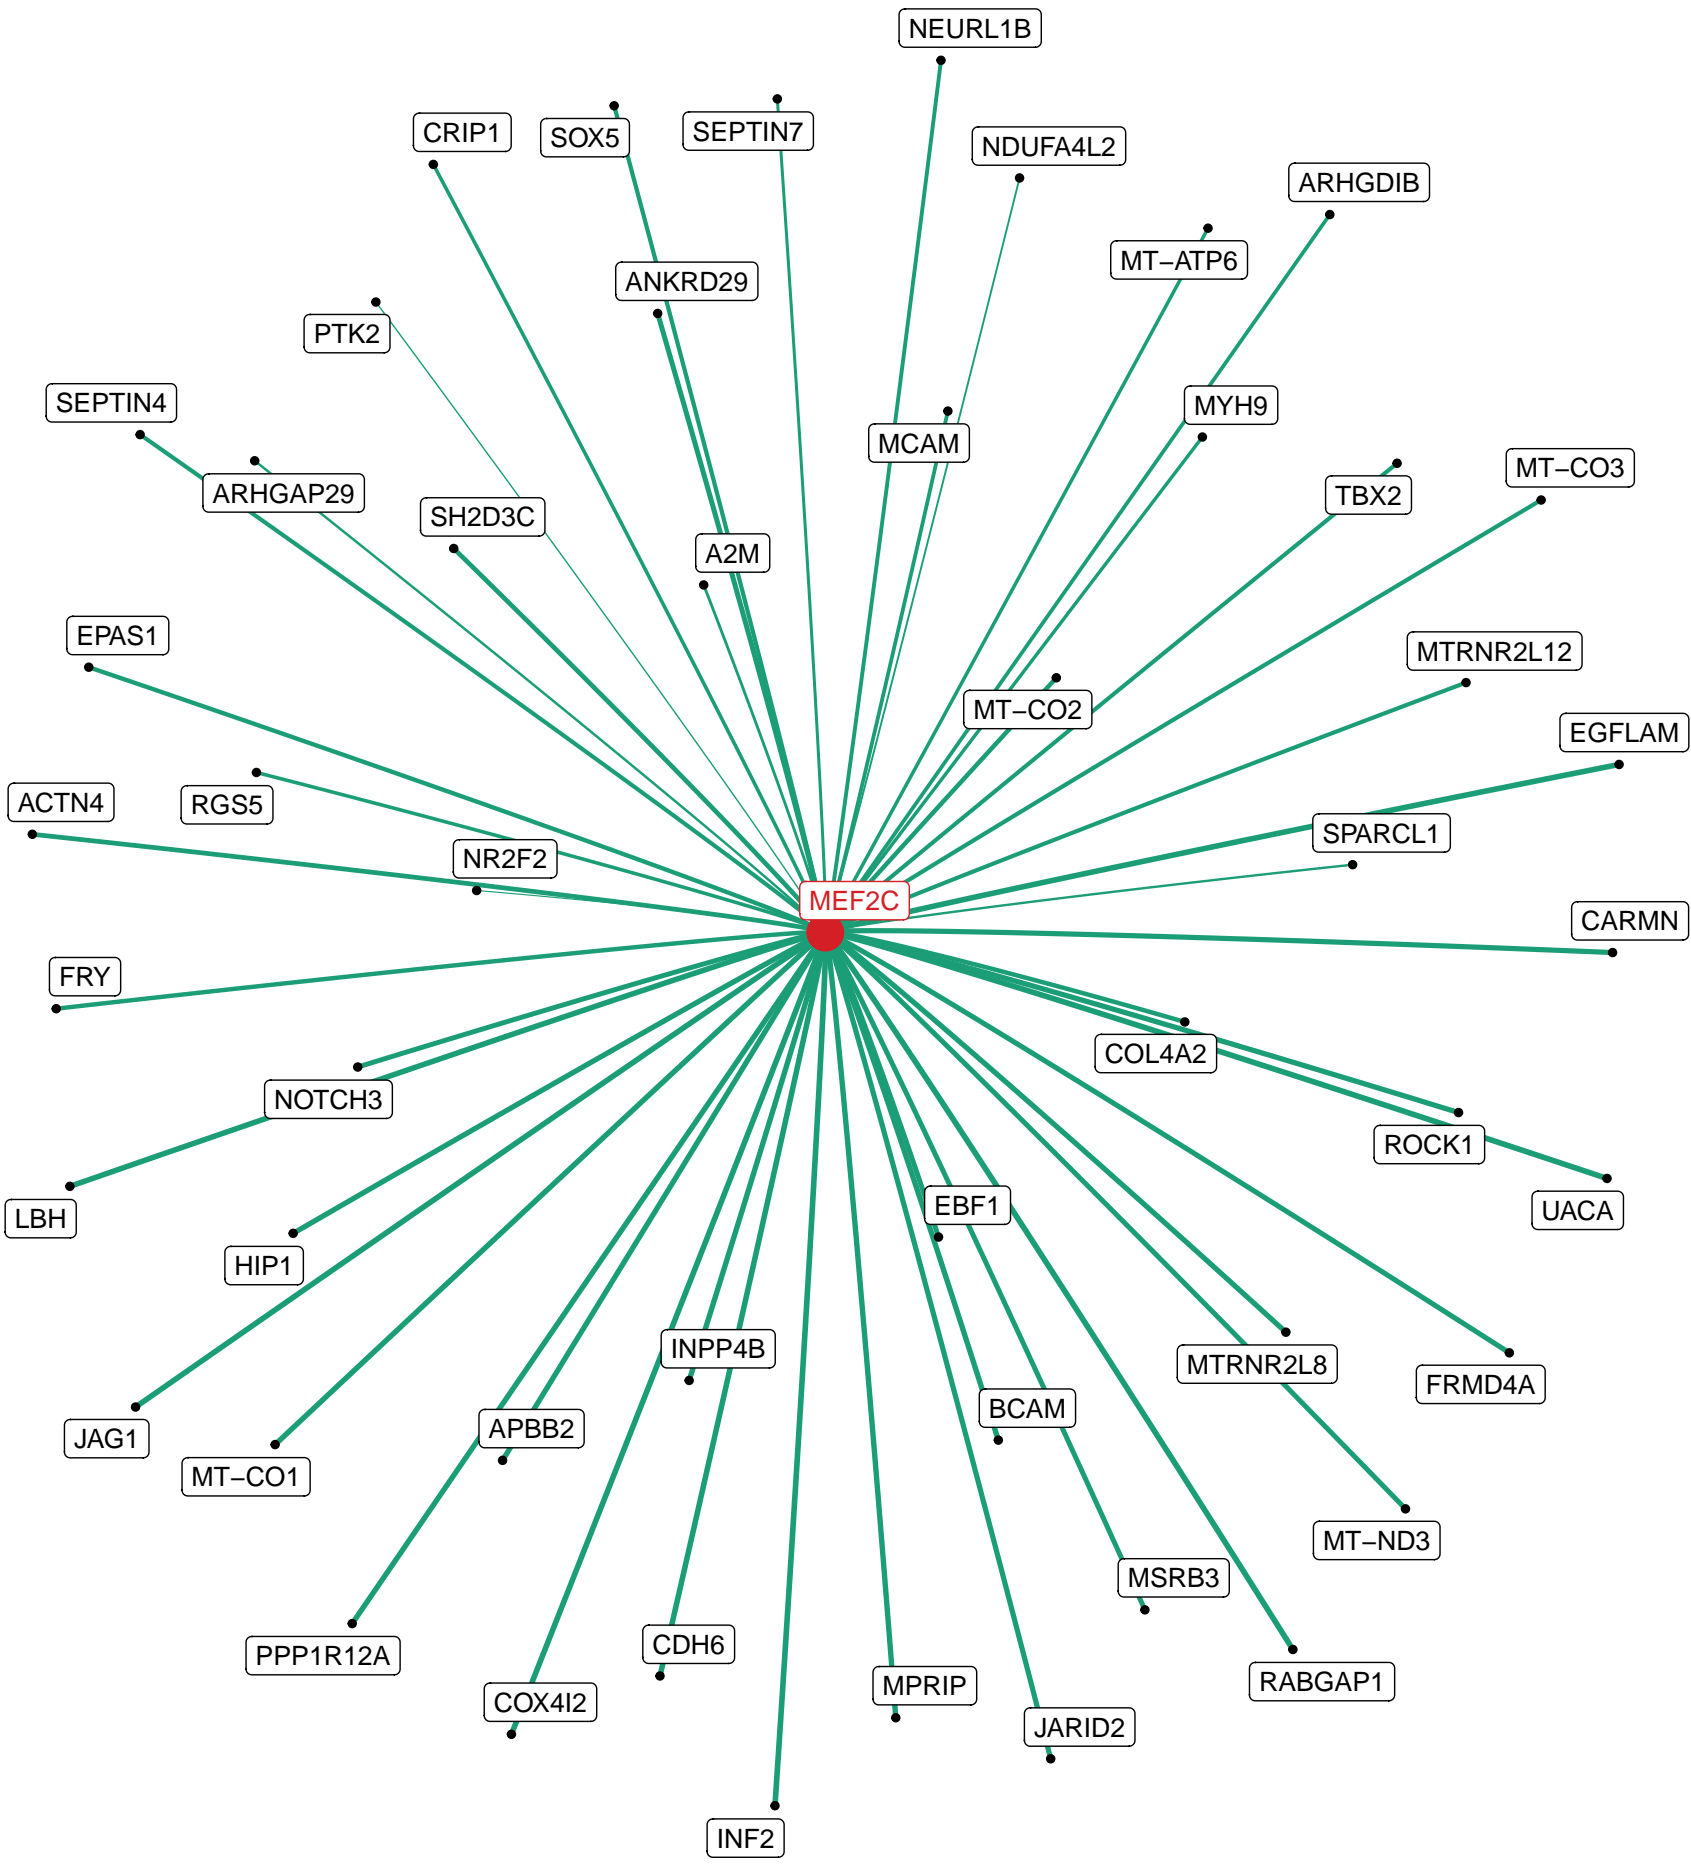 NEURL1B
CRIP1
SOX5
SEPTIN7
NDUFA4L2
ARHGDIB
MT−ATP6
ANKRD29
PTK2
SEPTIN4
MYH9
MCAM
MT−CO3
ARHGAP29
TBX2
SH2D3C
A2M
EPAS1
MTRNR2L12
MT−CO2
EGFLAM
ACTN4
RGS5
SPARCL1
NR2F2
MEF2C
CARMN
FRY
COL4A2
NOTCH3
ROCK1
EBF1
UACA
LBH
HIP1
INPP4B
MTRNR2L8
FRMD4A
BCAM
APBB2
JAG1
MT−CO1
MT−ND3
MSRB3
CDH6
PPP1R12A
RABGAP1
MPRIP
COX4I2
JARID2
INF2